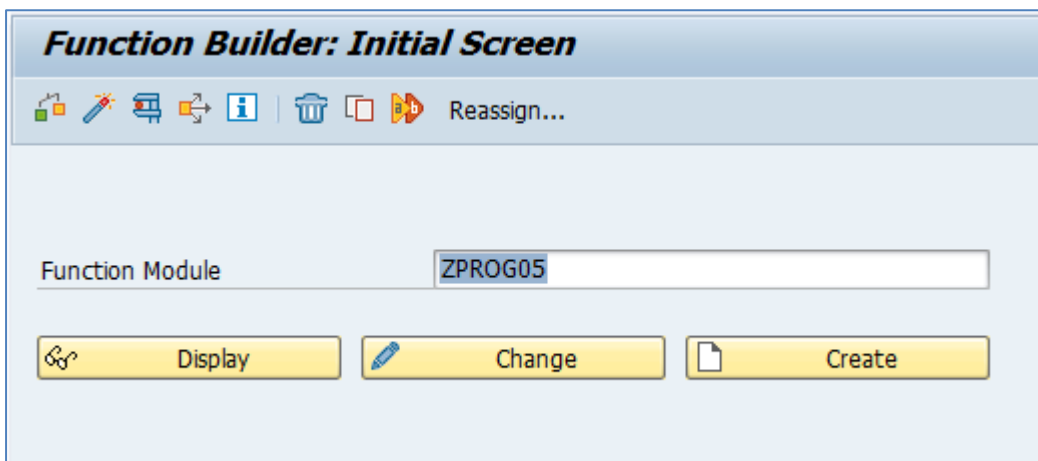 Function Builder: Initial Screen
Reassign...
Function Module ZPROG05
Display Change Create